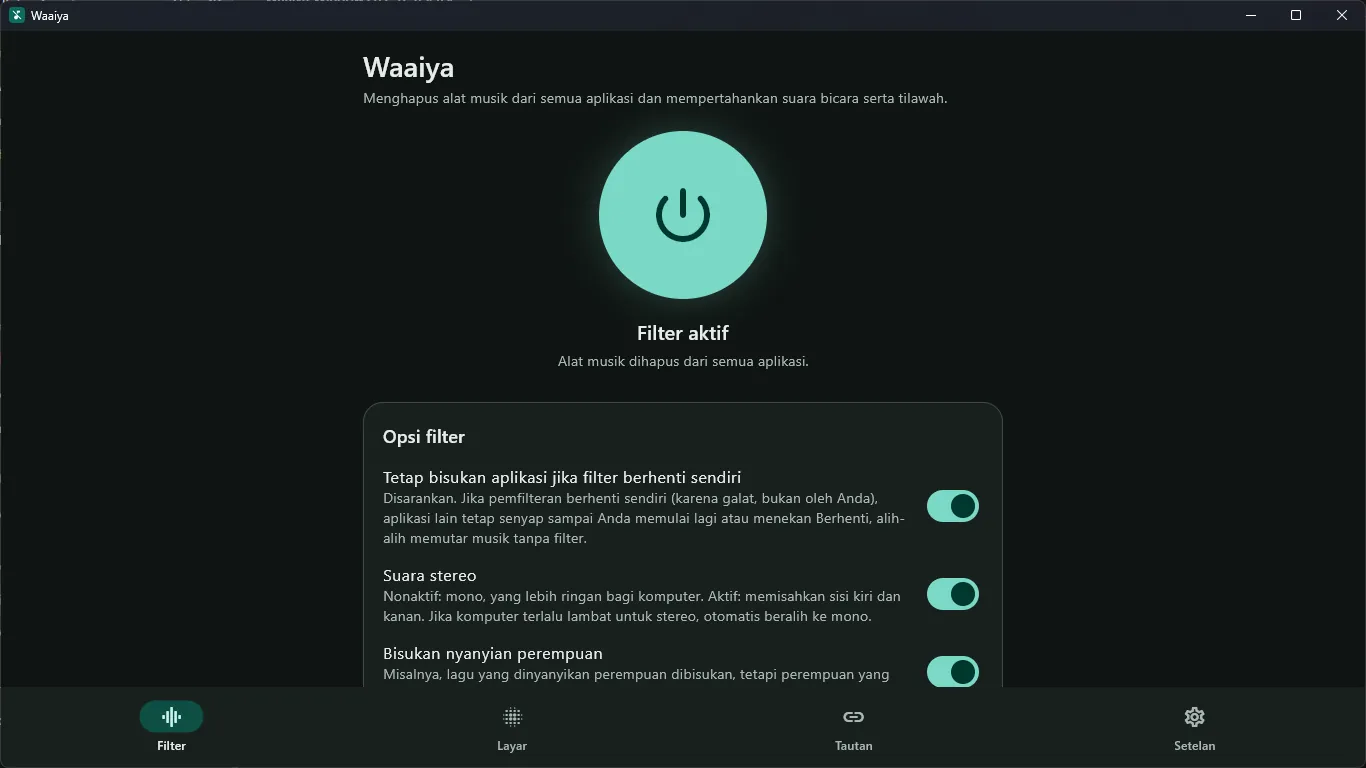 Waaiya
Waaiya
Menghapus alat musik dari semua aplikasi dan mempertahankan suara bicara serta tilawah.
Filter aktif
Alat musik dihapus dari semua aplikasi.
Opsi filter
Tetap bisukan aplikasi jika filter berhenti sendiri
Disarankan. Jika pemfilteran berhenti sendiri (karena galat, bukan oleh Anda),
aplikasi lain tetap senyap sampai Anda memulai lagi atau menekan Berhenti, alih-
alih memutar musik tanpa filter.
Suara stereo
Nonaktif: mono, yang lebih ringan bagi komputer. Aktif: memisahkan sisi kiri dan
kanan. Jika komputer terlalu lambat untuk stereo, otomatis beralih ke mono.
Bisukan nyanyian perempuan
Misalnya, lagu yang dinyanyikan perempuan dibisukan, tetapi perempuan yang
Filter
Layar
Tautan
Setelan